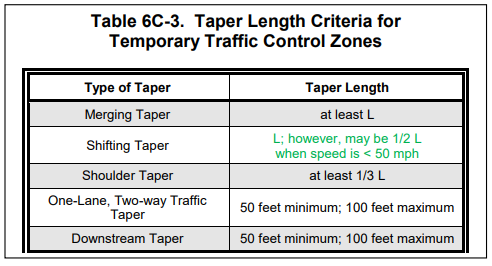 Table 6C-3. Taper Length Criteria for
Temporary Traffic Control Zones
Type of Taper Taper Length
Merging Taper at least L
Shifting Taper L; however, may be 1/2 L
when speed is < 50 mph
Shoulder Taper at least 1/3 L
One-Lane, Two-way Traffic
Taper 50 feet minimum; 100 feet maximum
Downstream Taper 50 feet minimum; 100 feet maximum